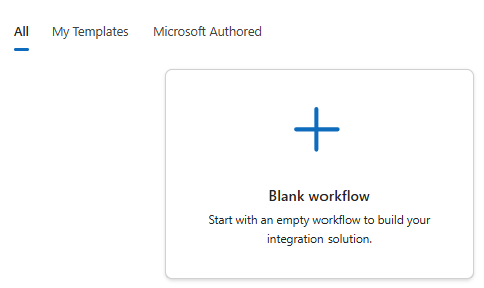 All My Templates Microsoft Authored
Blank workflow
Start with an empty workflow to build your
integration solution.